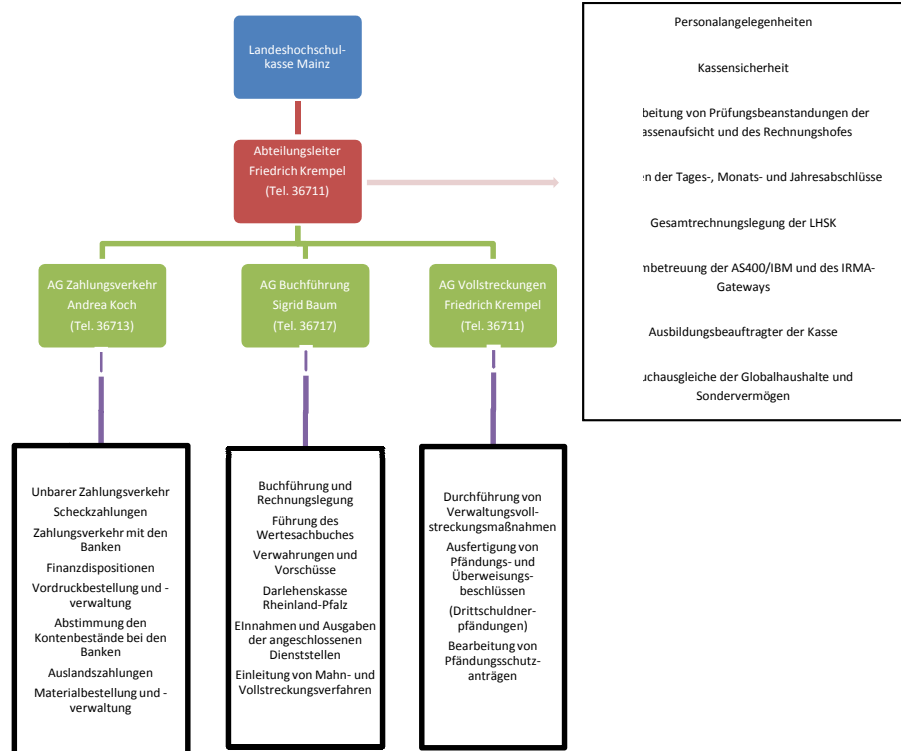 Landeshochschul-
kasse Mainz
Abteilungsleiter
Friedrich Krempel
(Tel. 36711)
AG Zahlungsverkehr
Andrea Koch
(Tel. 36713)
AG Buchführung
Sigrid Baum
(Tel. 36717)
AG Vollstreckungen
Friedrich Krempel
(Tel. 36711)
Personalangelegenheiten
Kassensicherheit
von Prüfungsbeanstandungen der
und des Rechnungshofes
der Tages-, Monats- und Jahresabschlüsse
Gesamtrechnungslegung der LHSK
der AS400/IBM und des IRMA-
Gateways
Ausbildungsbeauftragter der Kasse
der Globalhaushalte und
Sondervermögen
Unbarer Zahlungsverkehr
Scheckzahlungen
Zahlungsverkehr mit den
Banken
Finanzdispositionen
Vordruckbestellung und -
verwaltung
Abstimmung den
Kontenbestände bei den
Banken
Auslandszahlungen
Materialbestellung und -
verwaltung
Buchführung und
Rechnungslegung
Führung des
Wertesachbuches
Verwahrungen und
Vorschüsse
Darlehenskasse
Rheinland-Pfalz
EInnahmen und Ausgaben
der angeschlossenen
Dienststellen
Einleitung von Mahn- und
Vollstreckungsverfahren
Durchführung von
Verwaltungsvoll-
streckungsmaßnahmen
Ausfertigung von
Pfändungs- und
Überweisungs-
beschlüssen
(Drittschuldner-
pfändungen)
Bearbeitung von
Pfändungsschutz-
anträgen